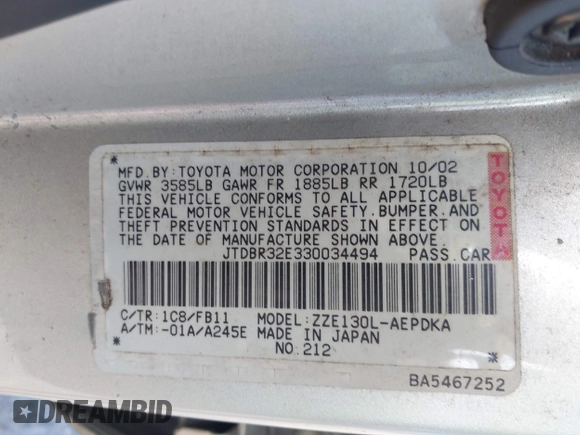 MFD.BY:TOYOTA MOTOR CORPORATION 10/02
GVWR 3585LB GAWR FR 1885LB RR 1720LB
THIS VEHICLE CONFORMS TO ALL APPLICABLE
FEDERAL MOTOR VEHICLE SAFETY.BUMPER,AND
THEFT PREVENTION STANDARDS IN EFFECT ON
THE DATE OF MANUFACTURE SHOWN ABOVE.
JTDBR32E330034494 PASS.CAR
C/TR:1C8/FB11 MODEL:ZZE130L-AEPDKA
A/TM:-01A/A245E MADE IN JAPAN
NO.212
BA5467252
TOYOTA
DREAMBID